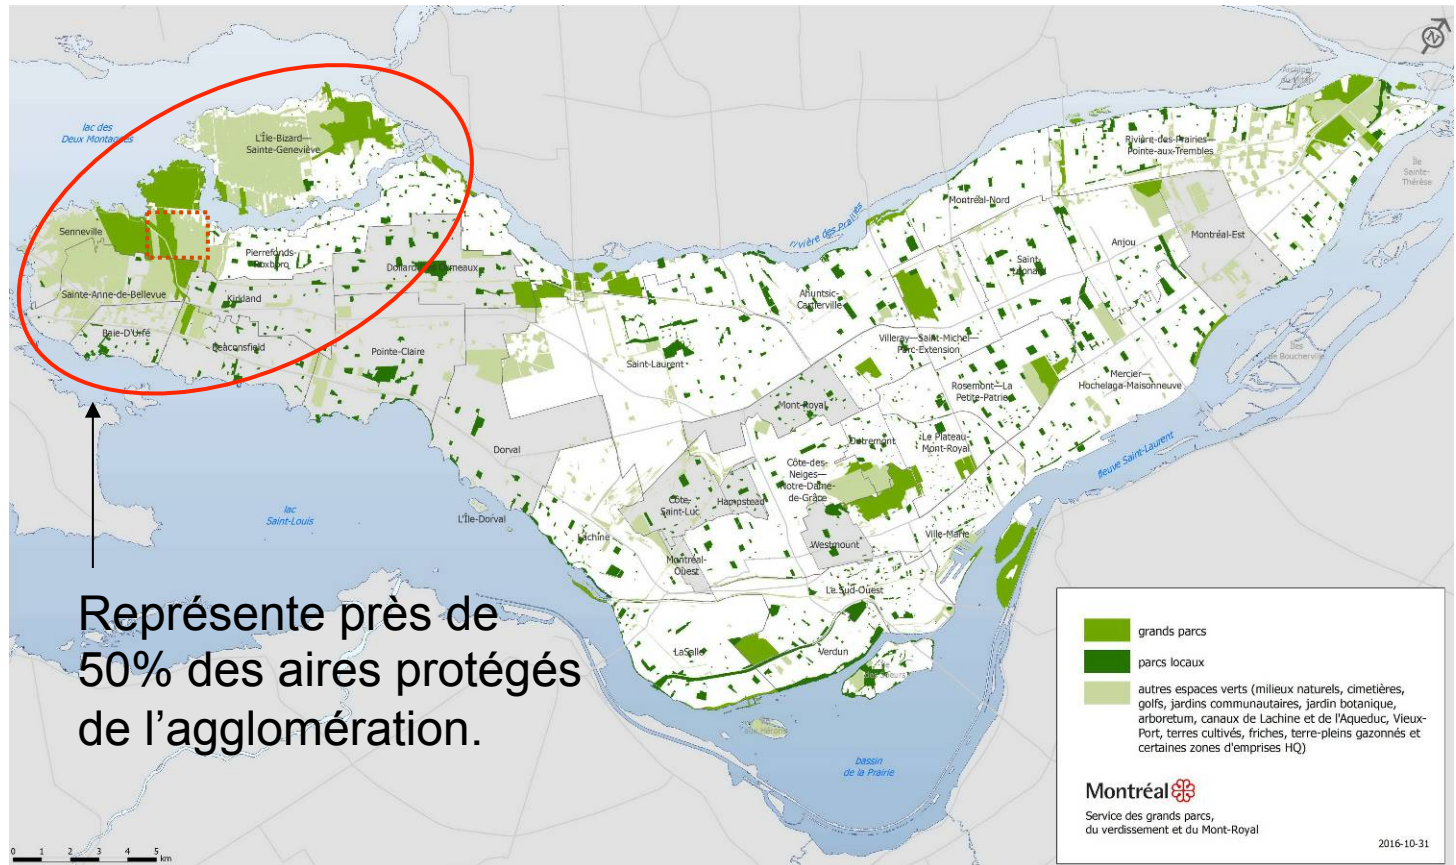 N
Archipel
du Mitan
lac des
Deux Montagnes
L'Île-Bizard—
Sainte-Geneviève
Rivière-des-Prairies—
Pointe-aux-Trembles
Île
Sainte-
Thérèse
Montréal-Nord
Senneville
rivière des Prairies
Anjou
Montréal-Est
Pierrefonds-
Roxboro
Saint-
Léonard
Sainte-Anne-de-Bellevue
Kirkland
Ahuntsic-
Cartierville
Baie-D'Urfé
Beaconsfield
Pointe-Claire
Villeray—Saint-Michel—
Parc-Extension
Îles
de Boucherville
Saint-Laurent
Mercier—
Hochelaga-Maisonneuve
Rosemont—La
Petite-Patrie
Mont-Royal
Outremont
Le Plateau-
Mont-Royal
Dorval
fleuve Saint-Laurent
Côte-des-
Neiges—
Notre-Dame-
de-Grâce
Côte-
Saint-Luc
Hampstead
lac
Saint-Louis
L'Île-Dorval
Lachine
Westmount
Ville-Marie
Montréal-
Ouest
Le Sud-Ouest
LaSalle
Verdun
bassin
de la Prairie
Représente près de
50% des aires protégés
de l’agglomération.
grands parcs
parcs locaux
autres espaces verts (milieux naturels, cimetières,
golfs, jardins communautaires, jardin botanique,
arboretum, canaux de Lachine et de l'Aqueduc, Vieux-
Port, terres cultivés, friches, terre-pleins gazonnés et
certaines zones d'emprises HQ)
Montréal
Service des grands parcs,
du verdissement et du Mont-Royal
2016-10-31
0 1 2 3 4 5
km